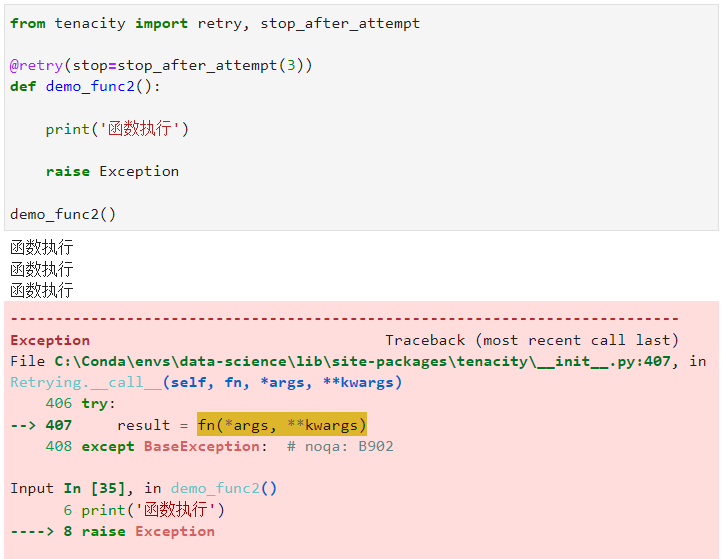 from tenacity import retry, stop_after_attempt
@retry(stop=stop_after_attempt(3))
def demo_func2():
    print('函数执行')
    raise Exception
demo_func2()
函数执行
函数执行
函数执行
---------------------------------------------------------------------------
Exception                                 Traceback (most recent call last)
File C:\Conda\envs\data-science\lib\site-packages\tenacity\__init__.py:407, in
Retrying.__call__(self, fn, *args, **kwargs)
    406 try:
--> 407     result = fn(*args, **kwargs)
    408 except BaseException:  # noqa: B902
Input In [35], in demo_func2()
      6 print('函数执行')
----> 8 raise Exception